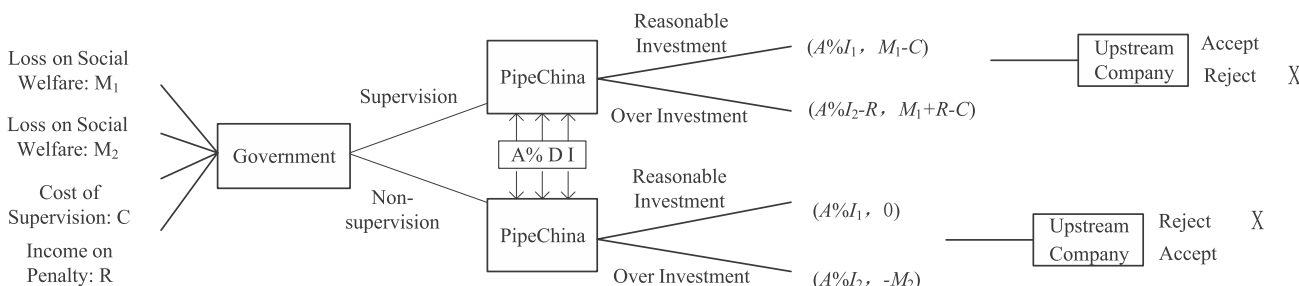 Loss on Social
Welfare: M₁
Loss on Social
Welfare: M₂
Cost of
Supervision: C
Income on
Penalty: R
Government
Supervision
Non-
supervision
PipeChina
A% D I
PipeChina
Reasonable
Investment
Over Investment
Reasonable
Investment
Over Investment
(A%I₁, M₁-C)
(A%I₂-R, M₁+R-C)
(A%I₁, 0)
(A%I₂, -M₂)
Upstream
Company
Accept
Reject X
Upstream
Company
Reject X
Accept